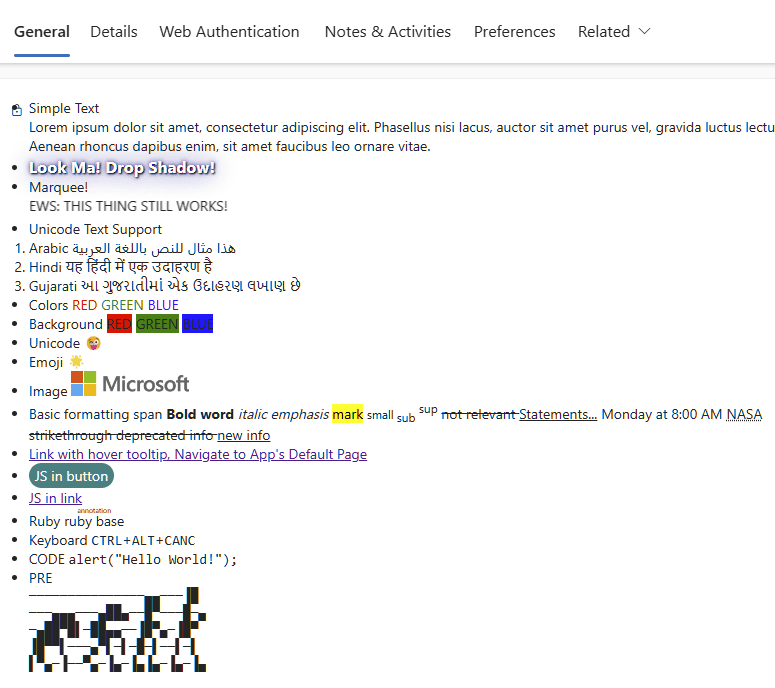 General Details Web Authentication Notes & Activities Preferences Related
Simple Text
Lorem ipsum dolor sit amet, consectetur adipiscing elit. Phasellus nisi lacus, auctor sit amet purus vel, gravida luctus lectu
Aenean rhoncus dapibus enim, sit amet faucibus leo ornare vitae.
Look Ma! Drop Shadow!
Marquee!
EWS: THIS THING STILL WORKS!
Unicode Text Support
1. Arabic هذا مثال للنص باللغة العربية
2. Hindi यह हिंदी में एक उदाहरण है
3. Gujarati આ ગુજરાતીમાં એક ઉદાહરણ લખાણ છે
Colors RED GREEN BLUE
Background RED GREEN BLUE
Unicode 😜
Emoji 🌟
Image Microsoft
Basic formatting span Bold word italic emphasis mark small sub sup not relevant Statements... Monday at 8:00 AM NASA
strikethrough deprecated info new info
Link with hover tooltip, Navigate to App's Default Page
JS in button
JS in link
annotation
Ruby ruby base
Keyboard CTRL+ALT+CANC
CODE alert("Hello World!");
PRE